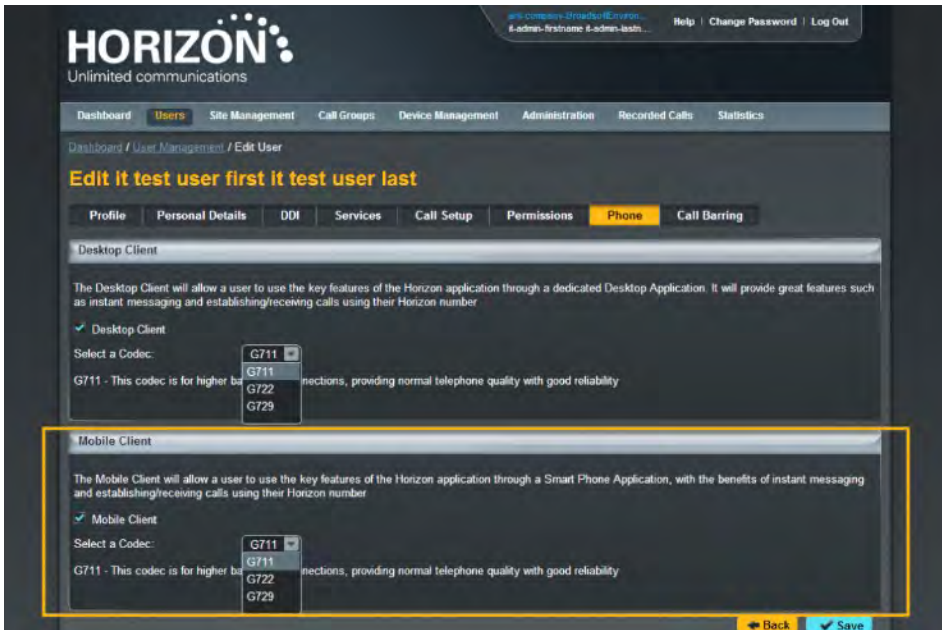 Help | Change Password | Log Out
it-admin-firstname it-admin-lastn...
HORIZON
Unlimited communications
Dashboard Users Site Management Call Groups Device Management Administration Recorded Calls Statistics
Dashboard / User Management / Edit User
Edit it test user first it test user last
Profile Personal Details DDI Services Call Setup Permissions Phone Call Barring
Desktop Client
The Desktop Client will allow a user to use the key features of the Horizon application through a dedicated Desktop Application. It will provide great features such
as instant messaging and establishing/receiving calls using their Horizon number
Desktop Client
Select a Codec: G711
G711
G711 - This codec is for higher ba nections, providing normal telephone quality with good reliability
G722
G729
Mobile Client
The Mobile Client will allow a user to use the key features of the Horizon application through a Smart Phone Application, with the benefits of instant messaging
and establishing/receiving calls using their Horizon number
Mobile Client
Select a Codec: G711
G711
G711 - This codec is for higher ba nections, providing normal telephone quality with good reliability
G722
G729
Back Save